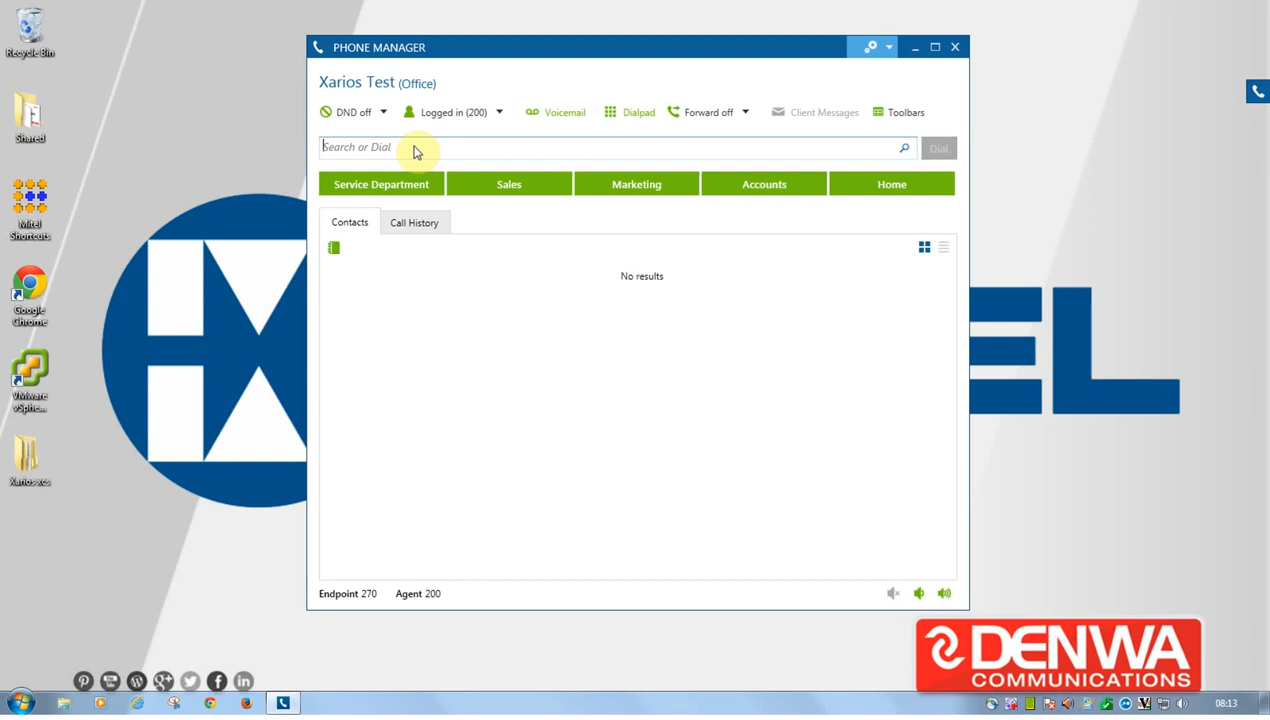 Recycle Bin
Shared
Mitel
Shortcuts
Google
Chrome
VMware
vSphe...
Xarios xcs
PHONE MANAGER
Xarios Test (Office)
DND off
Logged in (200)
Voicemail
Dialpad
Forward off
Client Messages
Toolbars
Search or Dial
Dial
Service Department
Sales
Marketing
Accounts
Home
Contacts
Call History
No results
Endpoint 270
Agent 200
EL
DENWA
COMMUNICATIONS
08:13